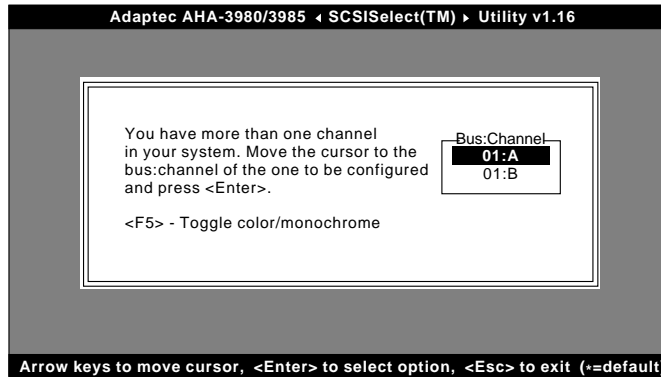 Adaptec AHA-3980/3985 ◂ SCSISelect(TM) ▸ Utility v1.16
You have more than one channel
in your system. Move the cursor to the
bus:channel of the one to be configured
and press <Enter>.
<F5> - Toggle color/monochrome
Bus:Channel
01:A
01:B
Arrow keys to move cursor, <Enter> to select option, <Esc> to exit (*=default)